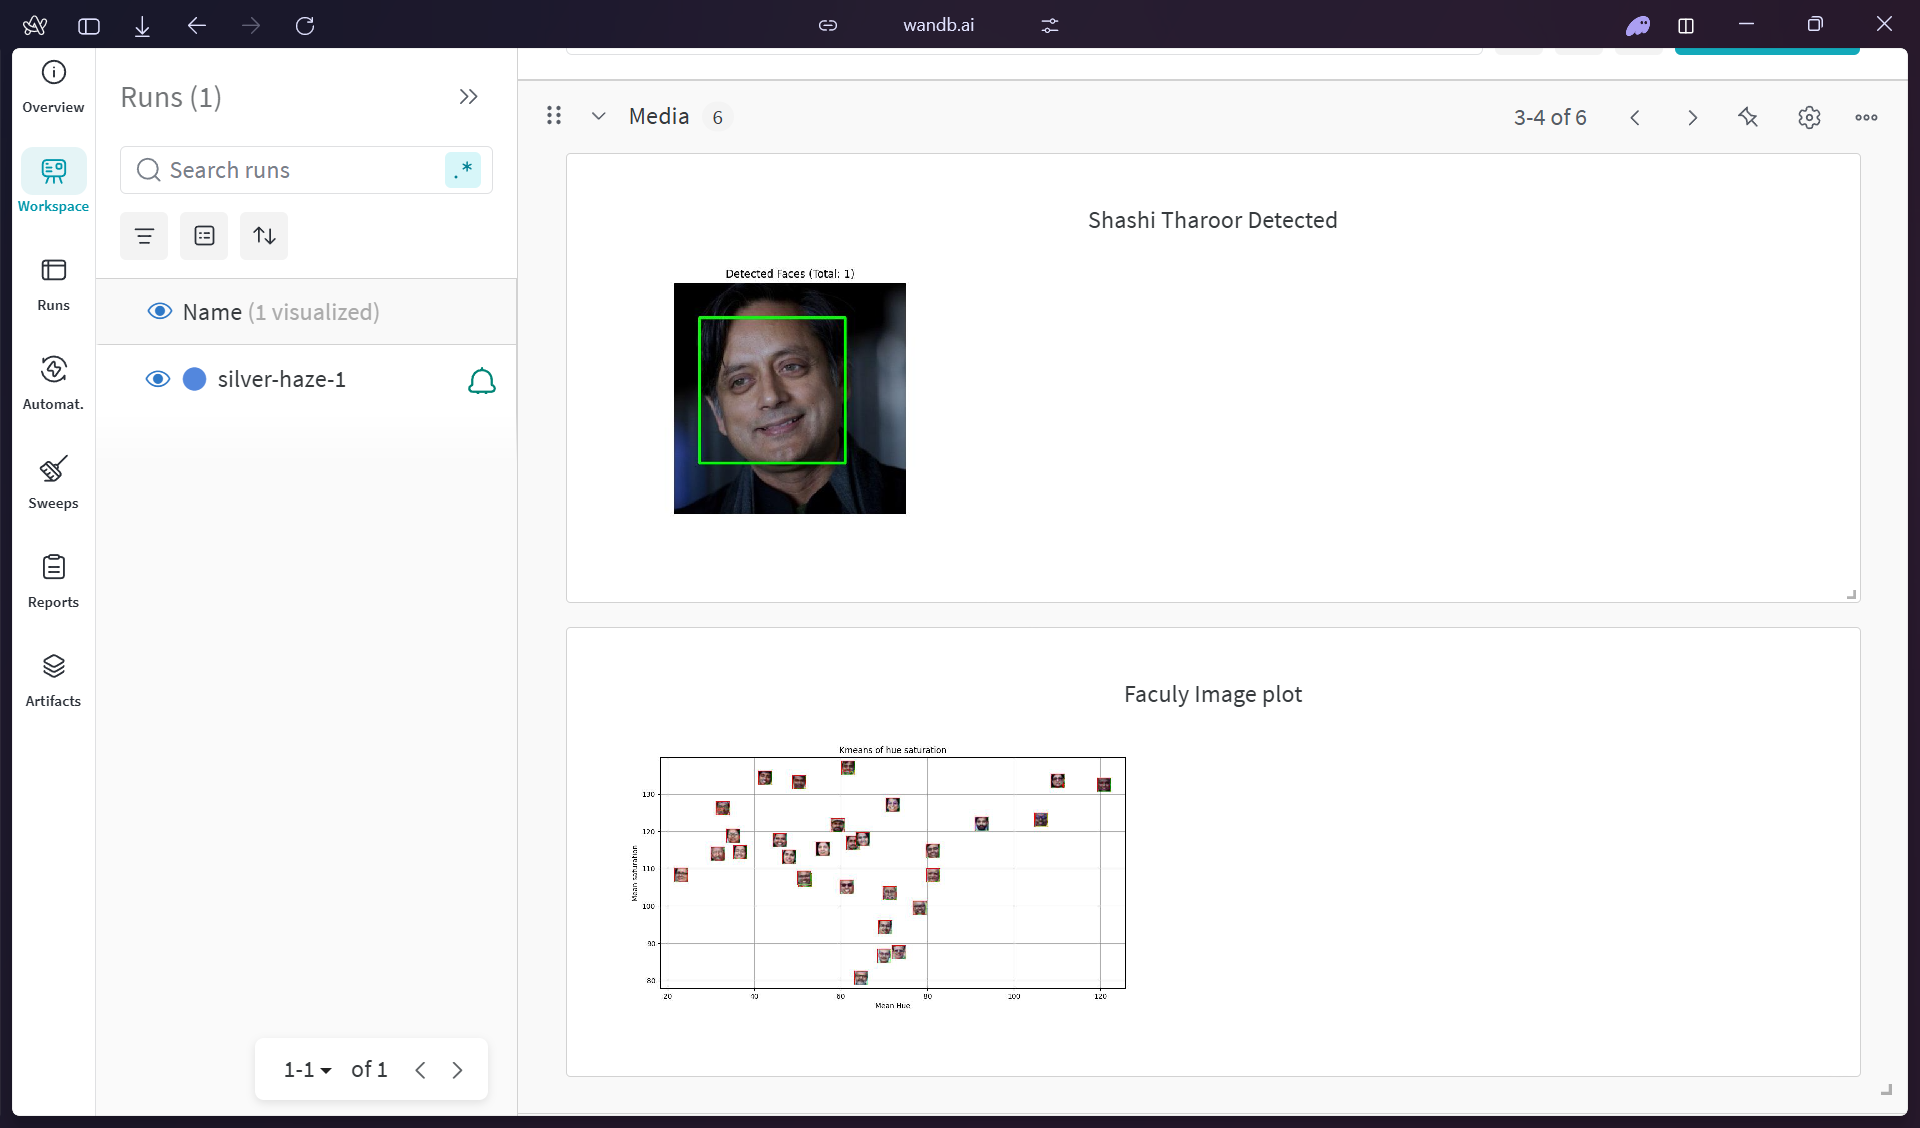 wandb.ai
Overview
Workspace
Runs
Automat.
Sweeps
Reports
Artifacts
Runs (1)
Search runs
.*
Name (1 visualized)
silver-haze-1
1-1 of 1
Media 6
3-4 of 6
Shashi Tharoor Detected
Detected Faces (Total: 1)
Faculy Image plot
Kmeans of hue saturation
Mean saturation
130
120
110
100
90
80
20 40 60 80 100 120
Mean Hue